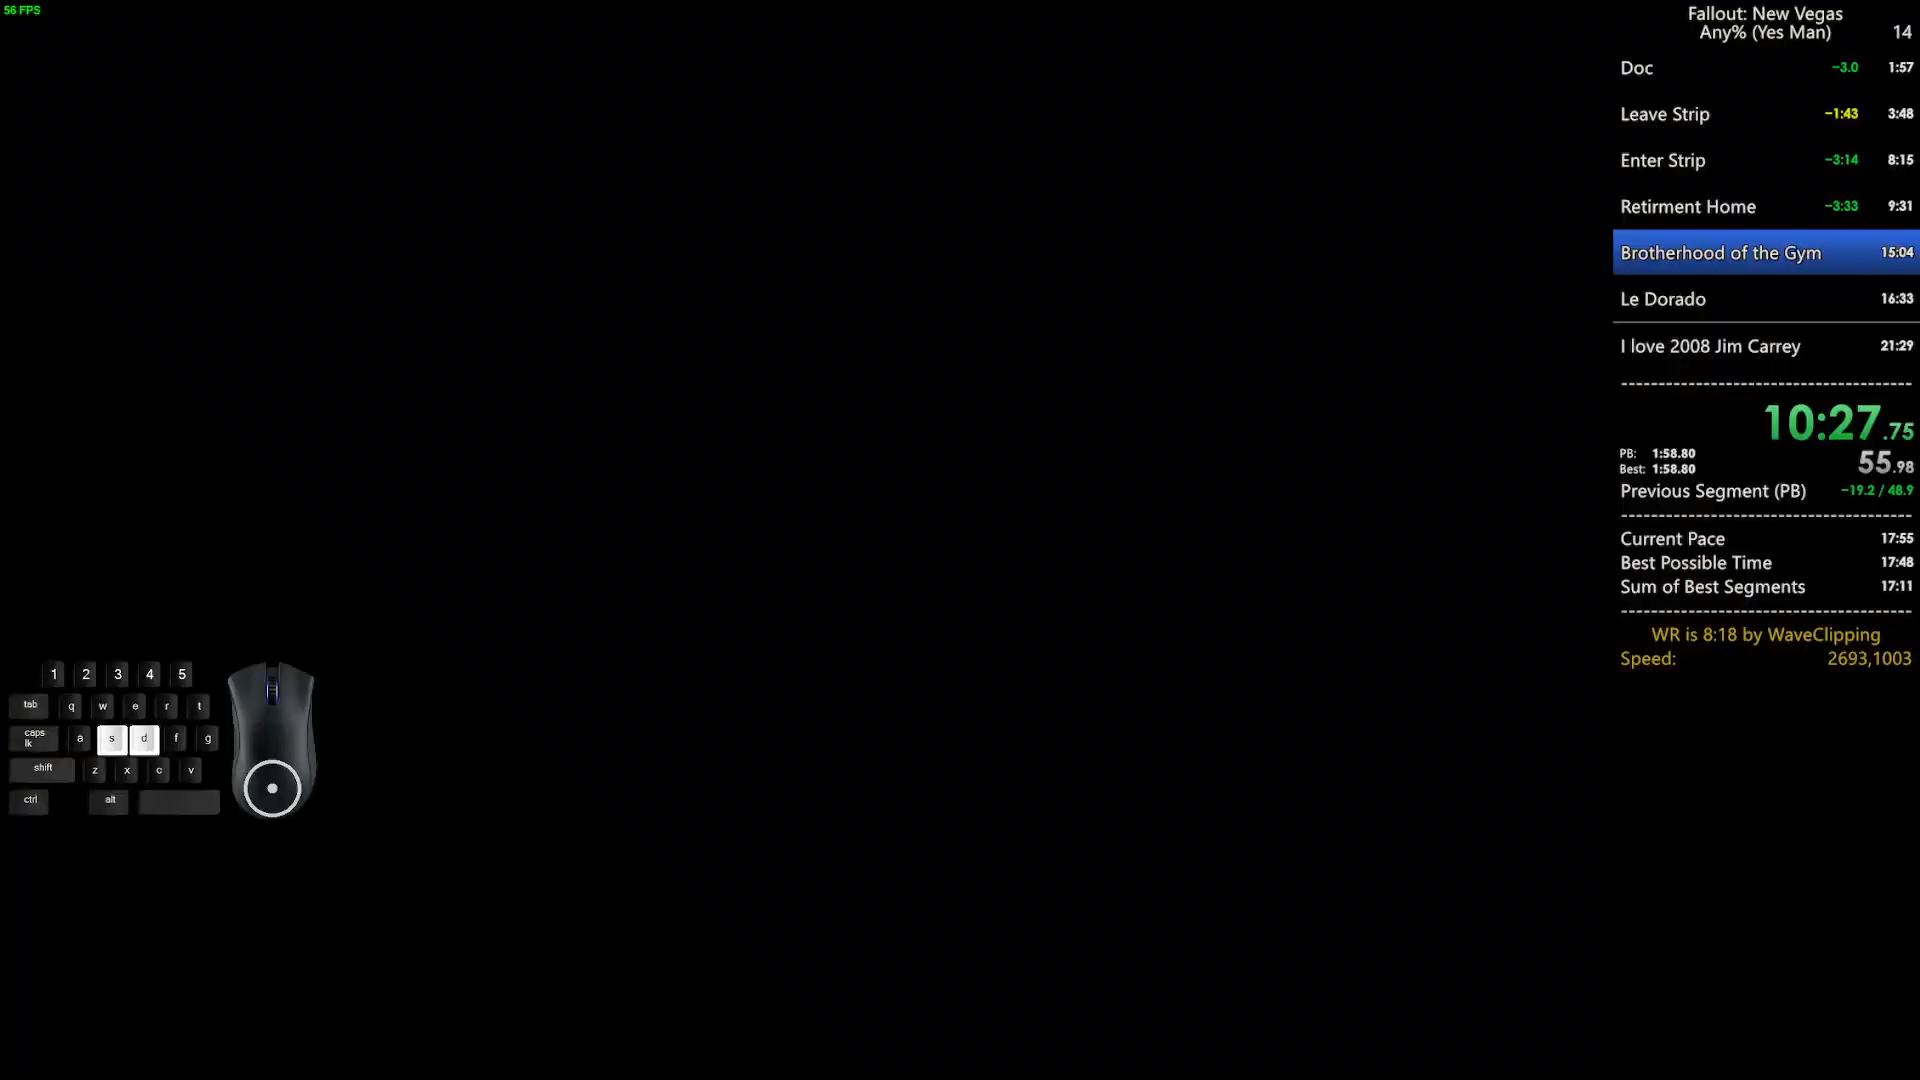 56 FPS
Fallout: New Vegas
Any% (Yes Man) 14
Doc −3.0 1:57
Leave Strip −1:43 3:48
Enter Strip −3:14 8:15
Retirment Home −3:33 9:31
Brotherhood of the Gym 15:04
Le Dorado 16:33
I love 2008 Jim Carrey 21:29
---------------------------------------
10:27.75
PB: 1:58.80
Best: 1:58.80
55.98
Previous Segment (PB) −19.2 / 48.9
---------------------------------------
Current Pace 17:55
Best Possible Time 17:48
Sum of Best Segments 17:11
---------------------------------------
WR is 8:18 by WaveClipping
Speed: 2693,1003
1 2 3 4 5
tab q w e r t
caps lk a s d f g
shift z x c v
ctrl alt